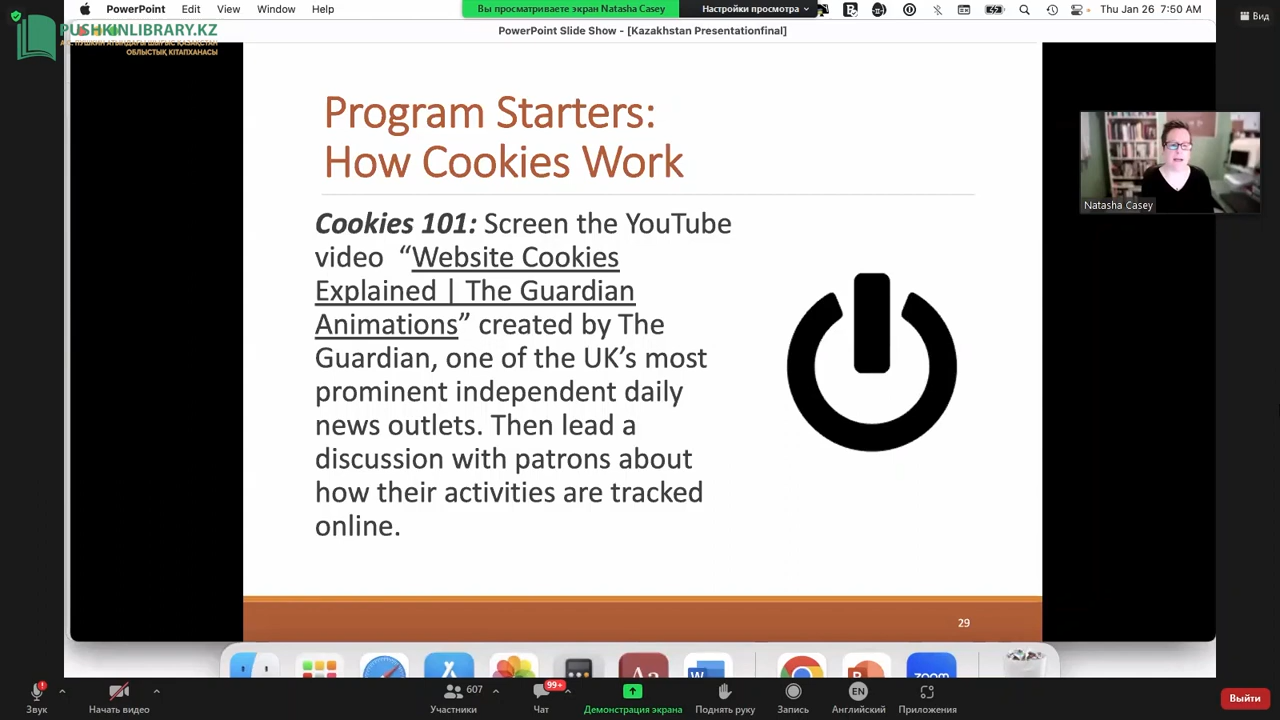 PowerPoint Edit View Window Help
Вы просматриваете экран Natasha Casey
Настройки просмотра
Thu Jan 26 7:50 AM
Вид
PUSHKINLIBRARY.KZ
ОБЛЫСТЫҚ КІТАПХАНАСЫ
PowerPoint Slide Show - [Kazakhstan Presentationfinal]
Program Starters:
How Cookies Work
Cookies 101: Screen the YouTube
video “Website Cookies
Explained | The Guardian
Animations” created by The
Guardian, one of the UK’s most
prominent independent daily
news outlets. Then lead a
discussion with patrons about
how their activities are tracked
online.
29
Natasha Casey
Aa
W
P
zoom
607
99+
EN
Звук
Начать видео
Участники
Чат
Демонстрация экрана
Поднять руку
Запись
Английский
Приложения
Выйти